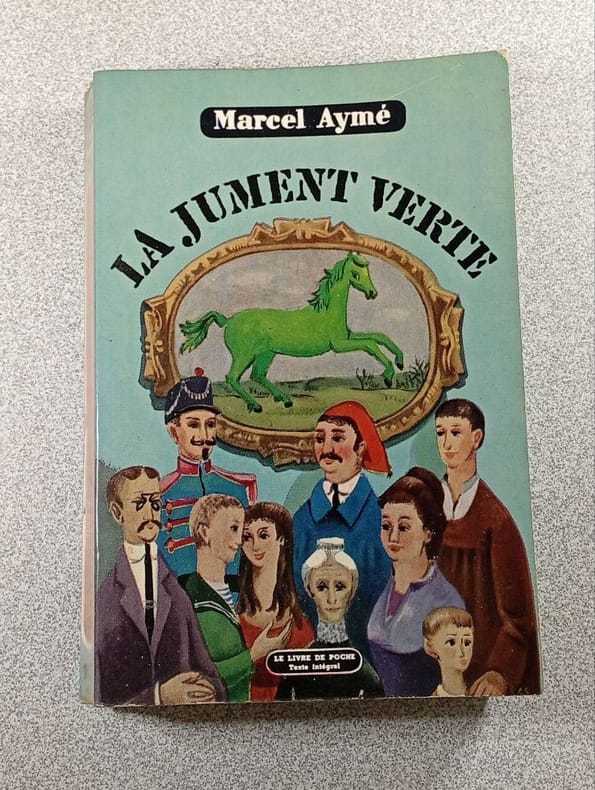 Marcel Aymé
LA JUMENT VERTE
LE LIVRE DE POCHE
Texte intégral